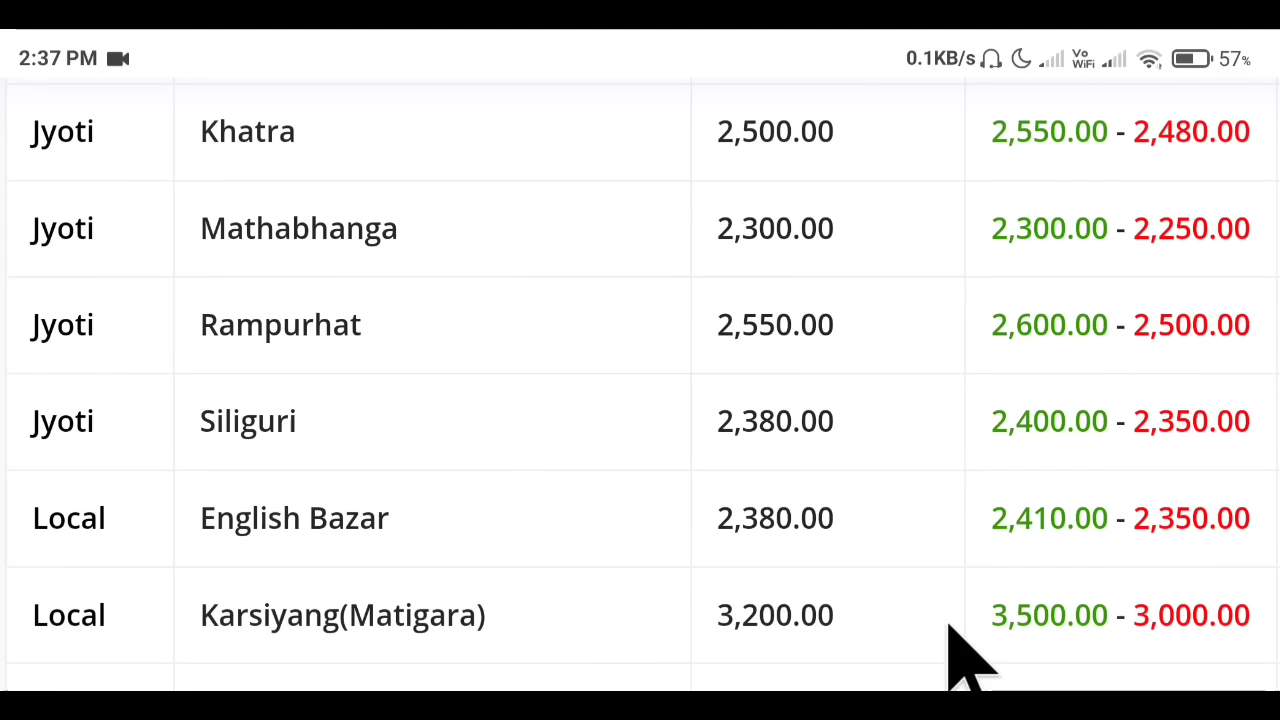 2:37 PM 0.1KB/s Vo WiFi 57%
Jyoti Khatra 2,500.00 2,550.00 - 2,480.00
Jyoti Mathabhanga 2,300.00 2,300.00 - 2,250.00
Jyoti Rampurhat 2,550.00 2,600.00 - 2,500.00
Jyoti Siliguri 2,380.00 2,400.00 - 2,350.00
Local English Bazar 2,380.00 2,410.00 - 2,350.00
Local Karsiyang(Matigara) 3,200.00 3,500.00 - 3,000.00